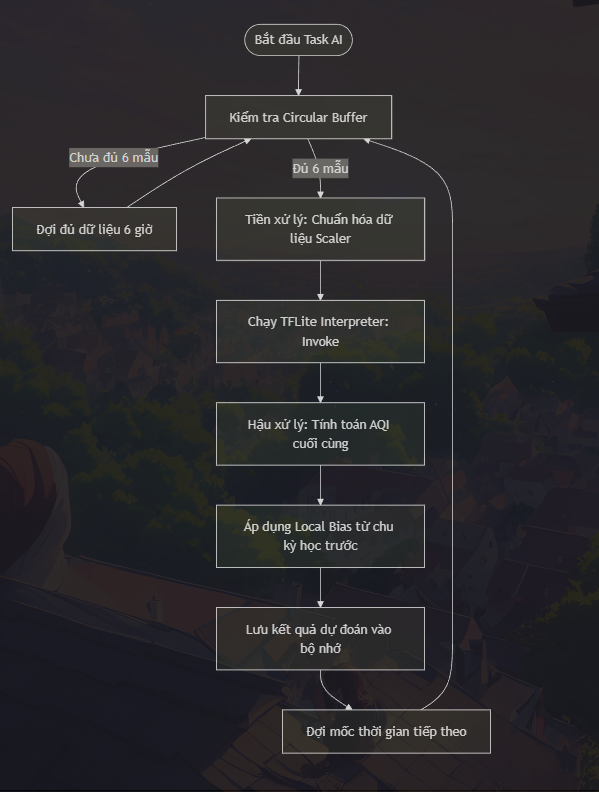 Bắt đầu Task AI
Kiểm tra Circular Buffer
Chưa đủ 6 mẫu
Đủ 6 mẫu
Đợi đủ dữ liệu 6 giờ
Tiền xử lý: Chuẩn hóa dữ
liệu Scaler
Chạy TFLite Interpreter:
Invoke
Hậu xử lý: Tính toán AQI
cuối cùng
Áp dụng Local Bias từ chu
kỳ học trước
Lưu kết quả dự đoán vào
bộ nhớ
Đợi mốc thời gian tiếp theo